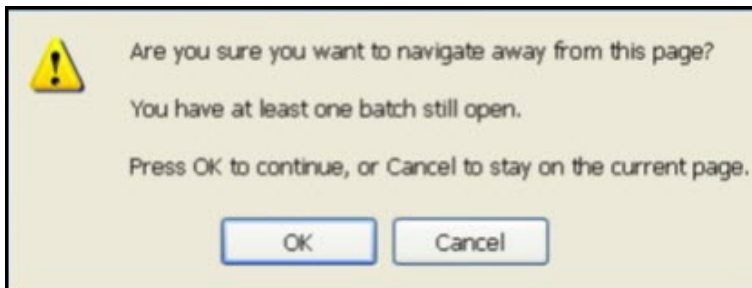 Are you sure you want to navigate away from this page?
You have at least one batch still open.
Press OK to continue, or Cancel to stay on the current page.
OK
Cancel